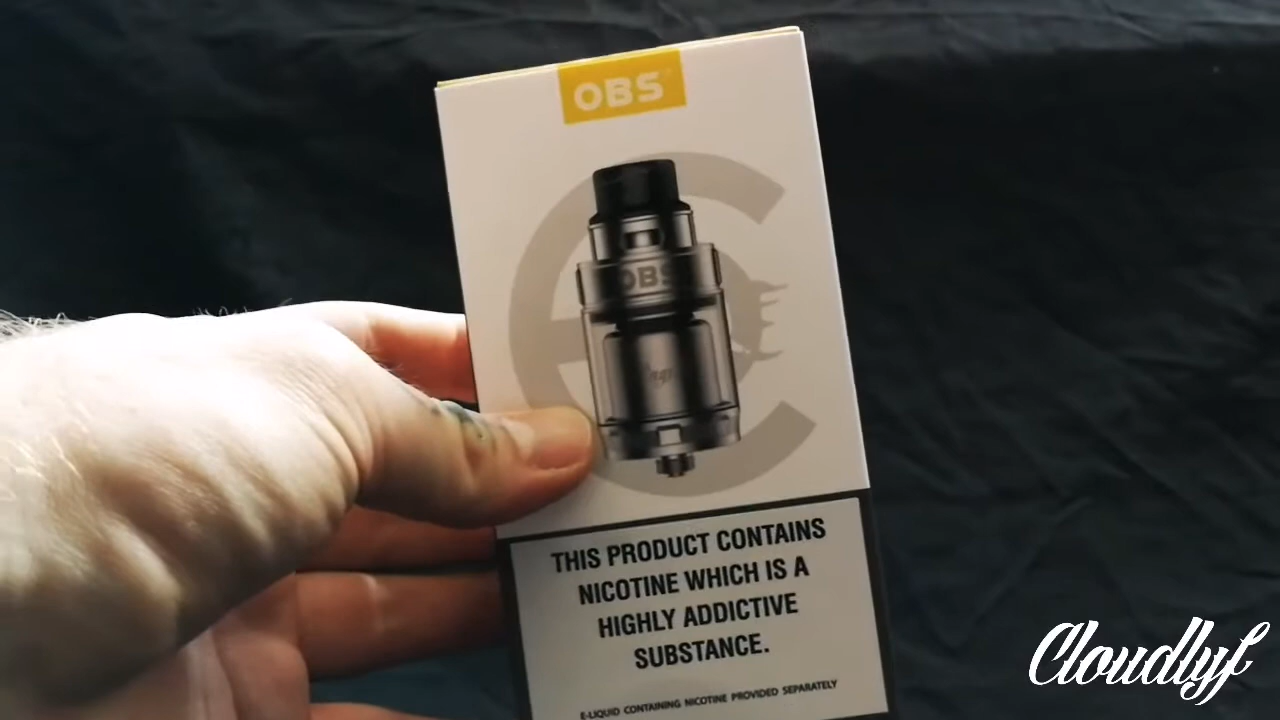 OBS
OBS
THIS PRODUCT CONTAINS
NICOTINE WHICH IS A
HIGHLY ADDICTIVE
SUBSTANCE.
E-LIQUID CONTAINING NICOTINE PROVIDED SEPARATELY
Cloudlyf